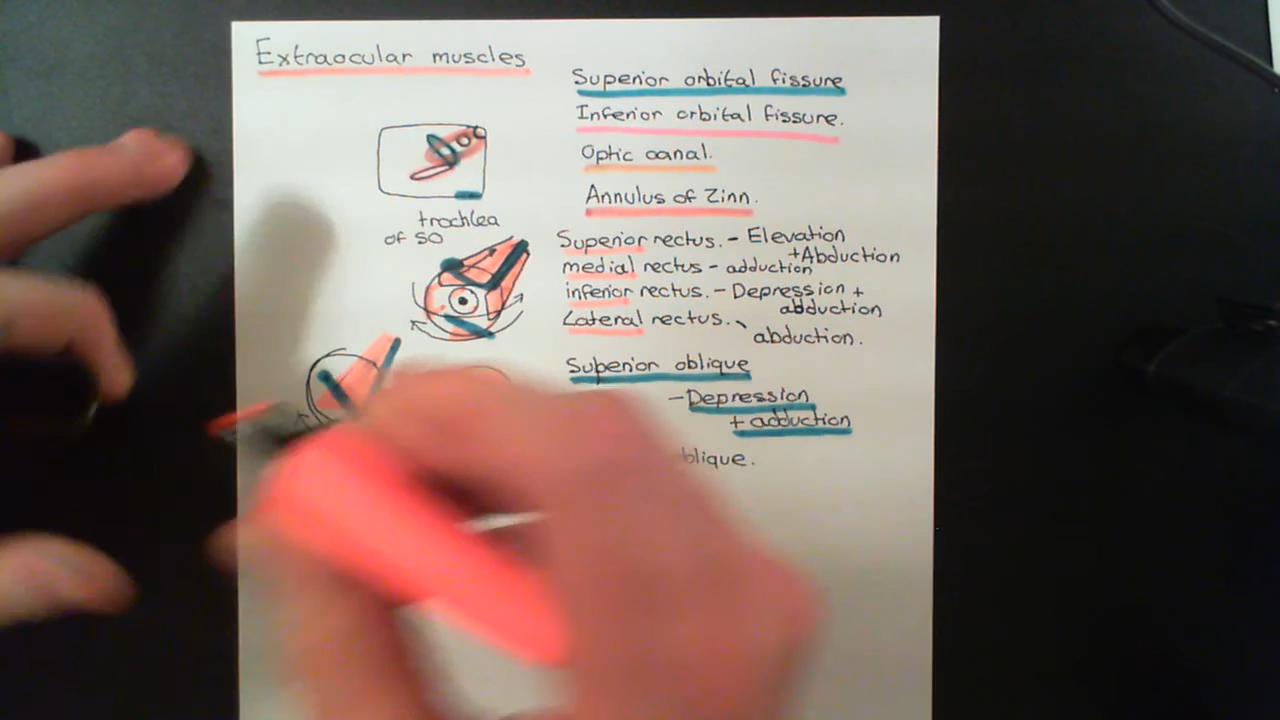 Extraocular muscles
Superior orbital fissure
Inferior orbital fissure.
Optic canal.
Annulus of Zinn.
trochlea
of SO
Superior rectus. - Elevation
+Abduction
medial rectus - adduction
inferior rectus. - Depression +
abduction
Lateral rectus.
abduction.
Superior oblique
- Depression
+ adduction
blique.